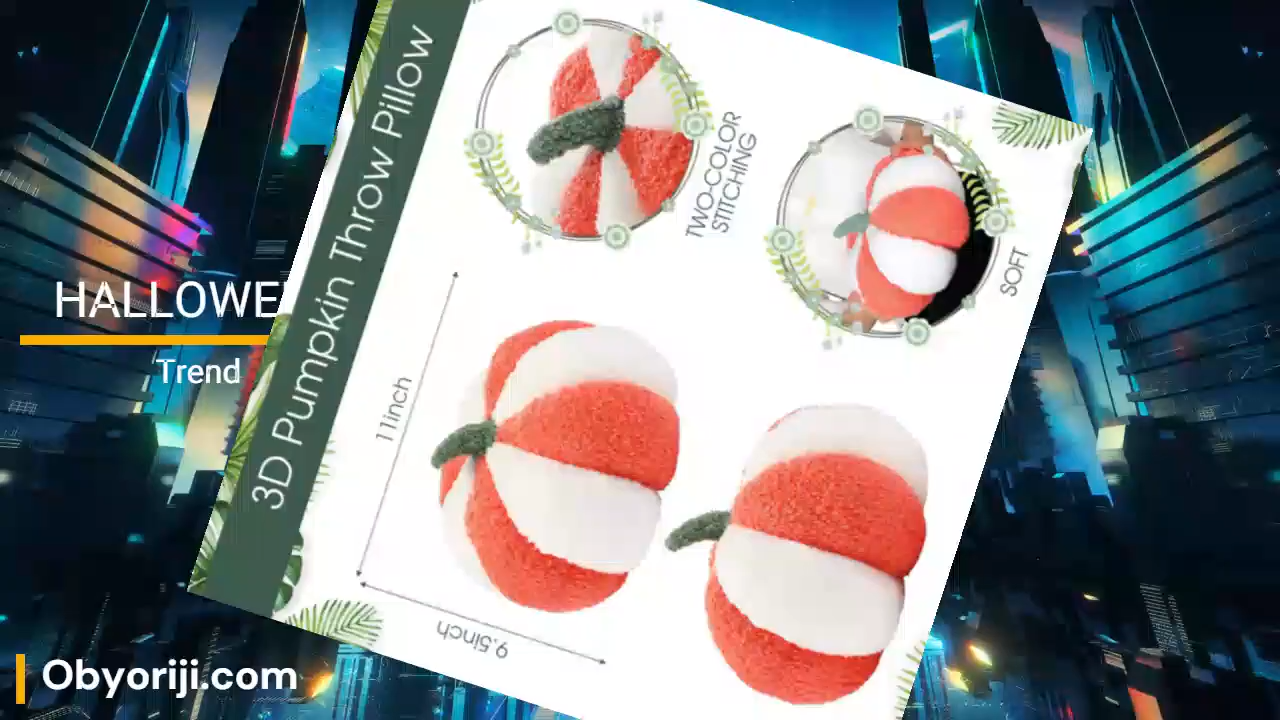 HALLOWE
Trend
3D Pumpkin Throw Pillow
TWO-COLOR
STITCHING
SOFT
11inch
9.5inch
Obyoriji.com